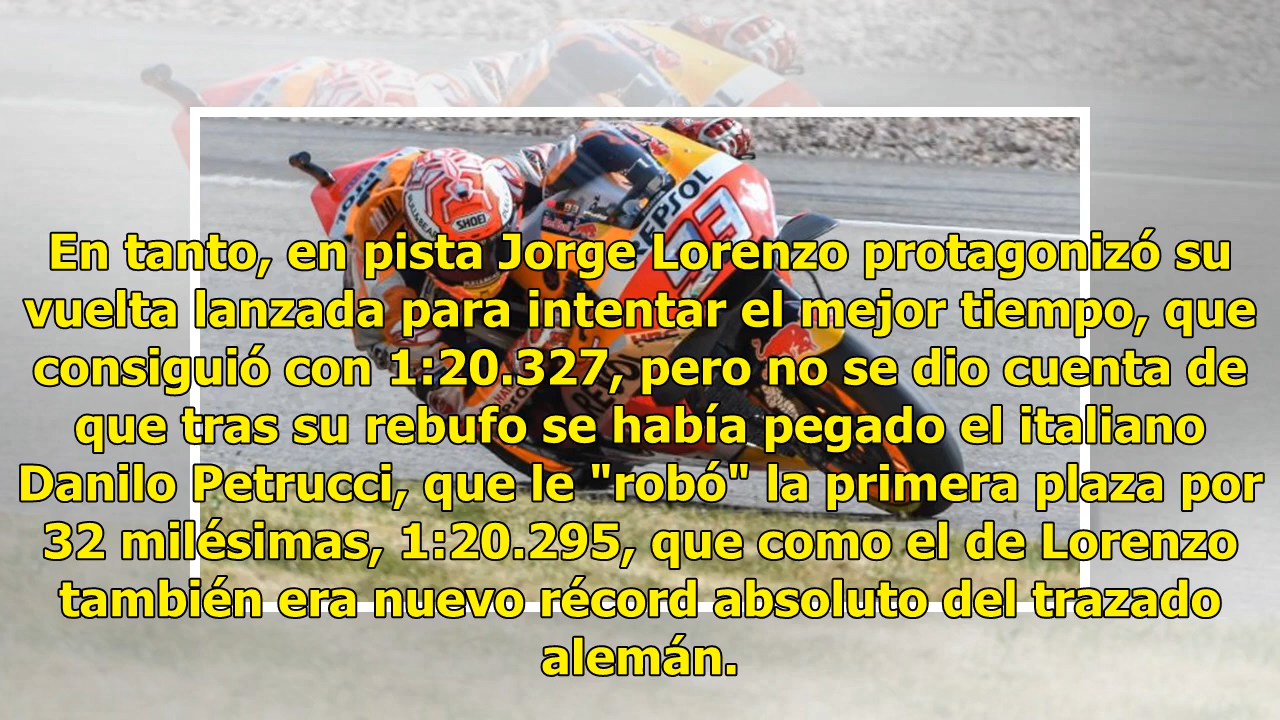 En tanto, en pista Jorge Lorenzo protagonizó su
vuelta lanzada para intentar el mejor tiempo, que
consiguió con 1:20.327, pero no se dio cuenta de
que tras su rebufo se había pegado el italiano
Danilo Petrucci, que le "robó" la primera plaza por
32 milésimas, 1:20.295, que como el de Lorenzo
también era nuevo récord absoluto del trazado
alemán.
SHOEI
REPSOL
93